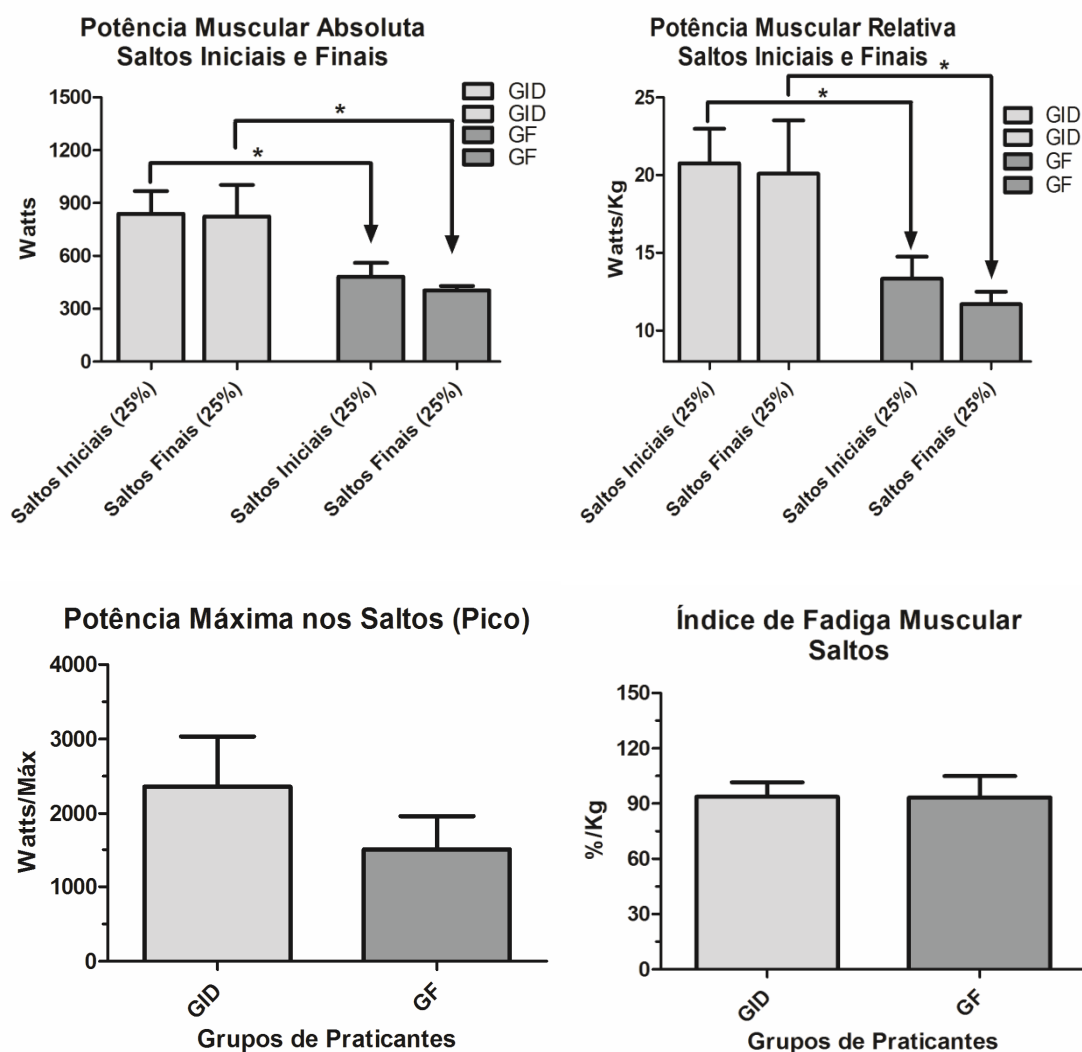 Potência Muscular Absoluta
Saltos Iniciais e Finais
1500
1200
900
600
300
0
Watts
*
*
GID
GID
GF
GF
Saltos Iniciais (25%)
Saltos Finais (25%)
Saltos Iniciais (25%)
Saltos Finais (25%)
Potência Muscular Relativa
Saltos Iniciais e Finais
25
20
15
10
Watts/Kg
*
*
GID
GID
GF
GF
Saltos Iniciais (25%)
Saltos Finais (25%)
Saltos Iniciais (25%)
Saltos Finais (25%)
Potência Máxima nos Saltos (Pico)
4000
3000
2000
1000
0
Watts/Máx
GID
GF
Grupos de Praticantes
Índice de Fadiga Muscular
Saltos
150
120
90
60
30
0
%/Kg
GID
GF
Grupos de Praticantes